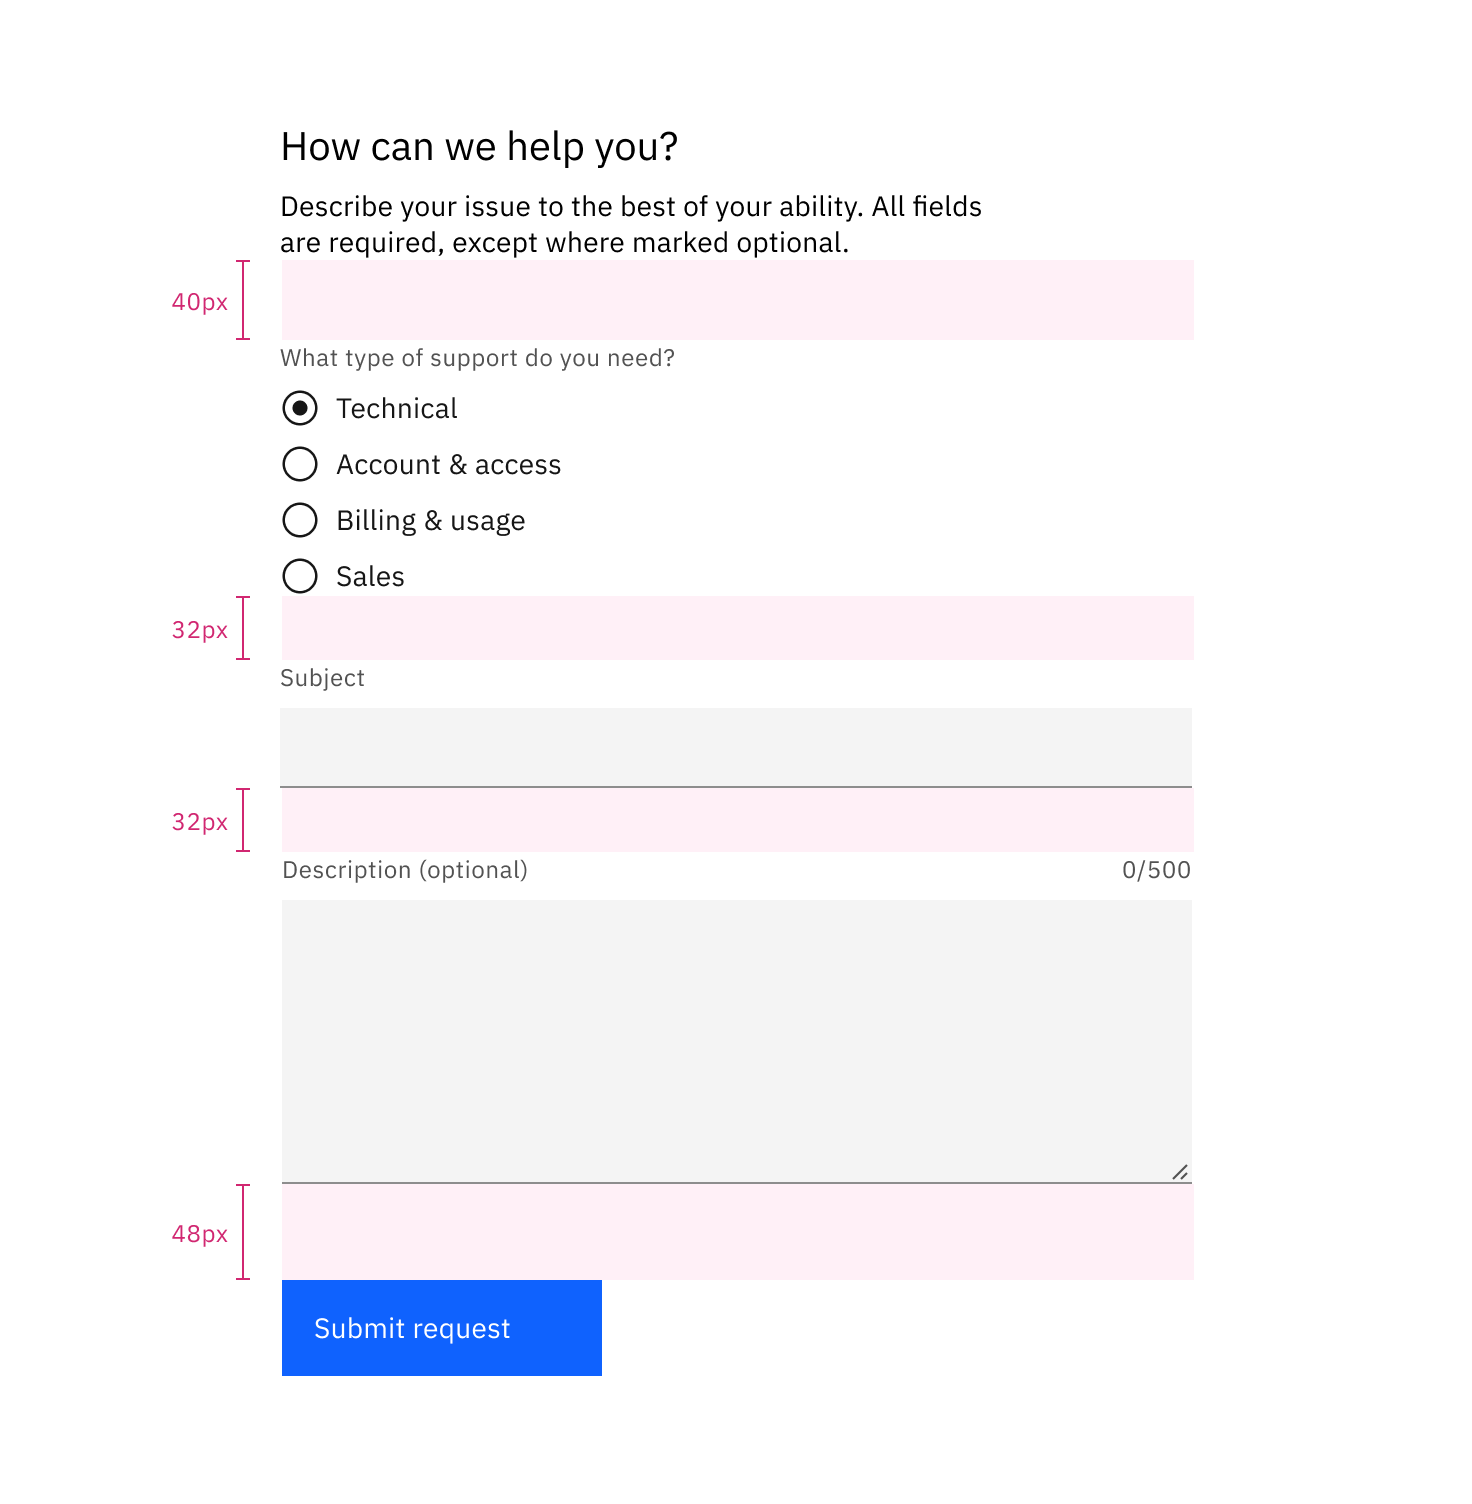 How can we help you?
Describe your issue to the best of your ability. All fields
are required, except where marked optional.
40px
What type of support do you need?
Technical
Account & access
Billing & usage
Sales
32px
Subject
32px
Description (optional) 0/500
48px
Submit request